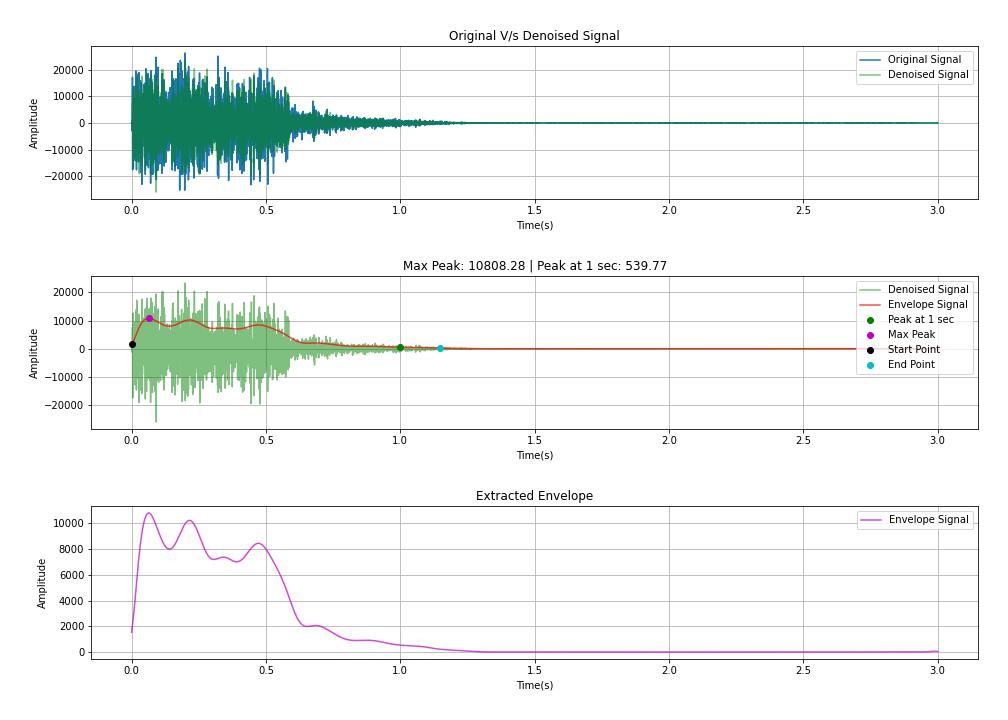 Original V/s Denoised Signal
Amplitude
20000
10000
0
−10000
−20000
Original Signal
Denoised Signal
0.0 0.5 1.0 1.5 2.0 2.5 3.0
Time(s)
Max Peak: 10808.28 | Peak at 1 sec: 539.77
Amplitude
20000
10000
0
−10000
−20000
Denoised Signal
Envelope Signal
Peak at 1 sec
Max Peak
Start Point
End Point
0.0 0.5 1.0 1.5 2.0 2.5 3.0
Time(s)
Extracted Envelope
Amplitude
10000
8000
6000
4000
2000
0
Envelope Signal
0.0 0.5 1.0 1.5 2.0 2.5 3.0
Time(s)